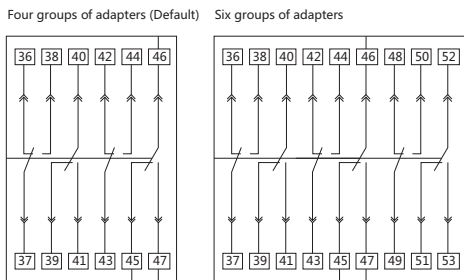 Four groups of adapters (Default) Six groups of adapters
36 38 40 42 44 46 36 38 40 42 44 46 48 50 52
37 39 41 43 45 47 37 39 41 43 45 47 49 51 53